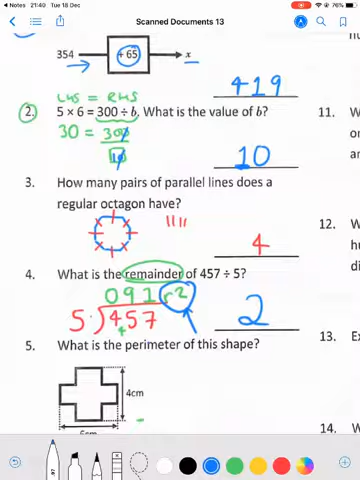 Notes 21:40 Tue 18 Dec
76%
Scanned Documents 13
354 + 65 x
419
LHS = RHS
2. 5 × 6 = 300 ÷ b. What is the value of b?
30 = 300
10
10
3. How many pairs of parallel lines does a
regular octagon have?
4
4. What is the remainder of 457 ÷ 5?
091 r2
5 457
2
5. What is the perimeter of this shape?
4cm
11.
12.
13.
14.